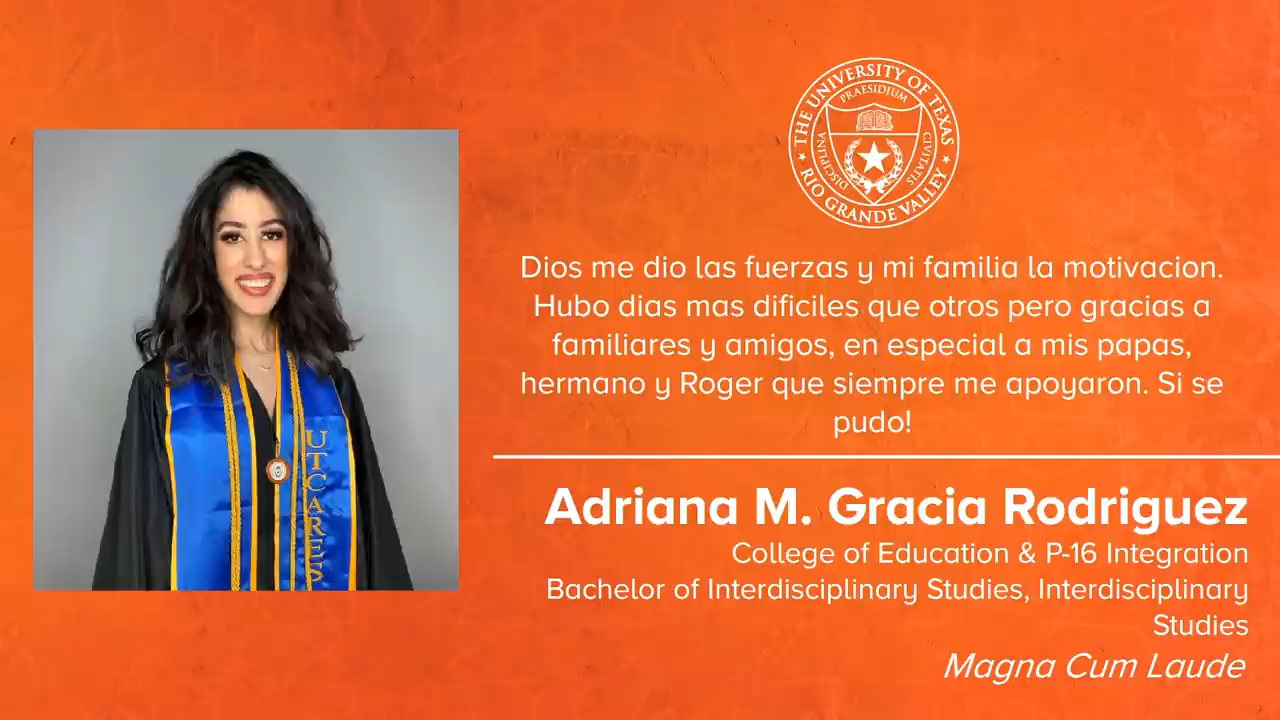 THE UNIVERSITY OF TEXAS
RIO GRANDE VALLEY
PRAESIDIUM
DISCIPLINA
CIVITATIS
Dios me dio las fuerzas y mi familia la motivacion.
Hubo dias mas dificiles que otros pero gracias a
familiares y amigos, en especial a mis papas,
hermano y Roger que siempre me apoyaron. Si se
pudo!
UTCARES
Adriana M. Gracia Rodriguez
College of Education & P-16 Integration
Bachelor of Interdisciplinary Studies, Interdisciplinary
Studies
Magna Cum Laude